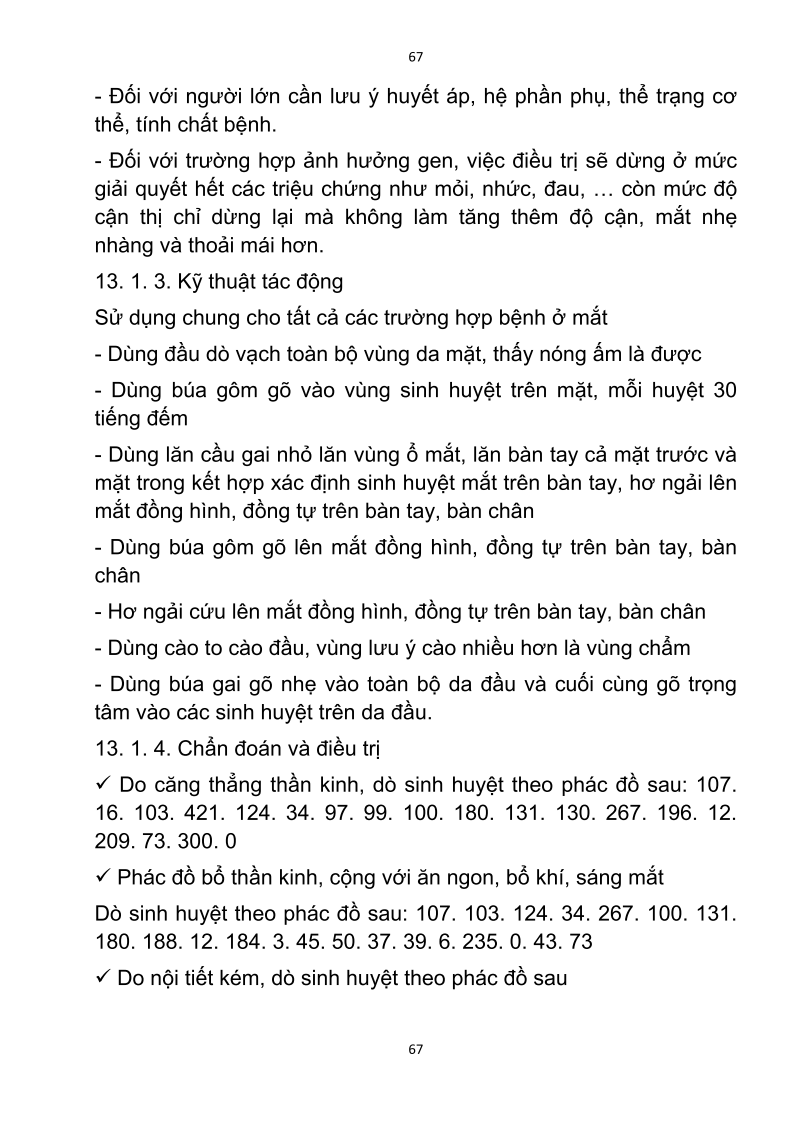 67
- Đối với người lớn cần lưu ý huyết áp, hệ phần phụ, thể trạng cơ
thể, tính chất bệnh.
- Đối với trường hợp ảnh hưởng gen, việc điều trị sẽ dừng ở mức
giải quyết hết các triệu chứng như mỏi, nhức, đau, … còn mức độ
cận thị chỉ dừng lại mà không làm tăng thêm độ cận, mắt nhẹ
nhàng và thoải mái hơn.
13. 1. 3. Kỹ thuật tác động
Sử dụng chung cho tất cả các trường hợp bệnh ở mắt
- Dùng đầu dò vạch toàn bộ vùng da mặt, thấy nóng ấm là được
- Dùng búa gôm gõ vào vùng sinh huyệt trên mặt, mỗi huyệt 30
tiếng đếm
- Dùng lăn cầu gai nhỏ lăn vùng ổ mắt, lăn bàn tay cả mặt trước và
mặt trong kết hợp xác định sinh huyệt mắt trên bàn tay, hơ ngải lên
mắt đồng hình, đồng tự trên bàn tay, bàn chân
- Dùng búa gôm gõ lên mắt đồng hình, đồng tự trên bàn tay, bàn
chân
- Hơ ngải cứu lên mắt đồng hình, đồng tự trên bàn tay, bàn chân
- Dùng cào to cào đầu, vùng lưu ý cào nhiều hơn là vùng chẩm
- Dùng búa gai gõ nhẹ vào toàn bộ da đầu và cuối cùng gõ trọng
tâm vào các sinh huyệt trên da đầu.
13. 1. 4. Chẩn đoán và điều trị
✓ Do căng thẳng thần kinh, dò sinh huyệt theo phác đồ sau: 107.
16. 103. 421. 124. 34. 97. 99. 100. 180. 131. 130. 267. 196. 12.
209. 73. 300. 0
✓ Phác đồ bổ thần kinh, cộng với ăn ngon, bổ khí, sáng mắt
Dò sinh huyệt theo phác đồ sau: 107. 103. 124. 34. 267. 100. 131.
180. 188. 12. 184. 3. 45. 50. 37. 39. 6. 235. 0. 43. 73
✓ Do nội tiết kém, dò sinh huyệt theo phác đồ sau
67